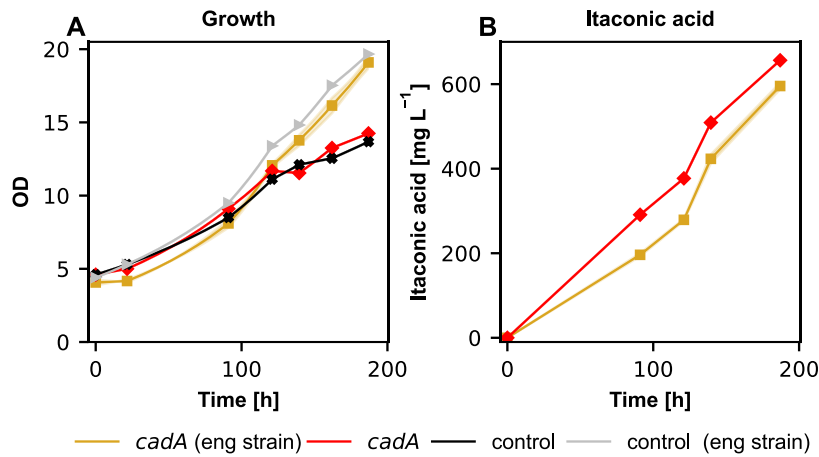 A Growth
B Itaconic acid
20
15
10
5
0
OD
0 100 200
Time [h]
600
400
200
0
Itaconic acid [mg L⁻¹]
0 100 200
Time [h]
cadA (eng strain) cadA control control (eng strain)